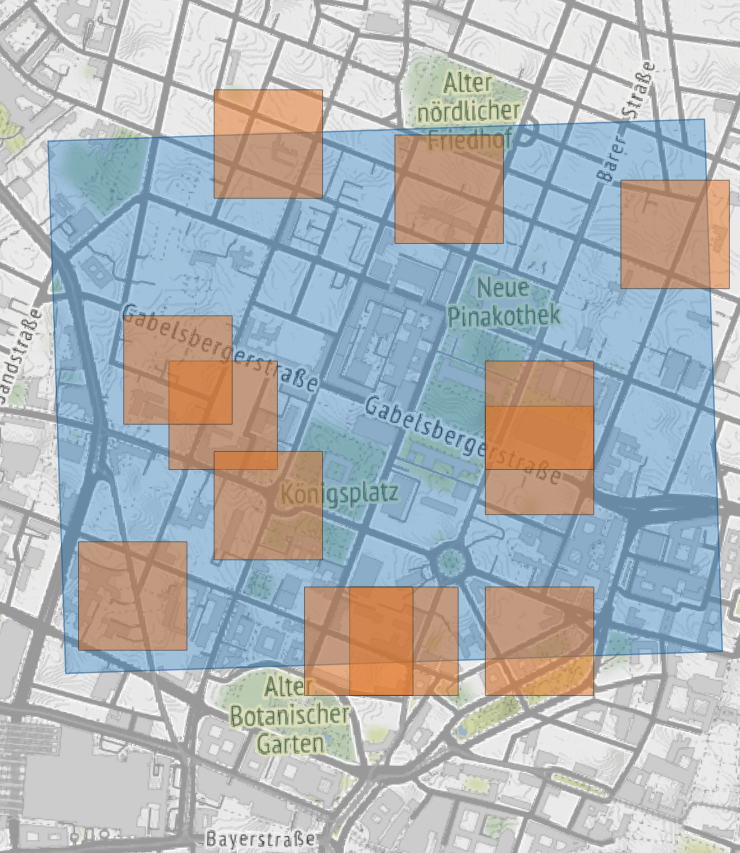 Alter
nördlicher
Friedhof
Barer Straße
Neue
Pinakothek
Gabelsbergerstraße
Sandstraße
Gabelsbergerstraße
Königsplatz
Alter
Botanischer
Garten
Bayerstraße